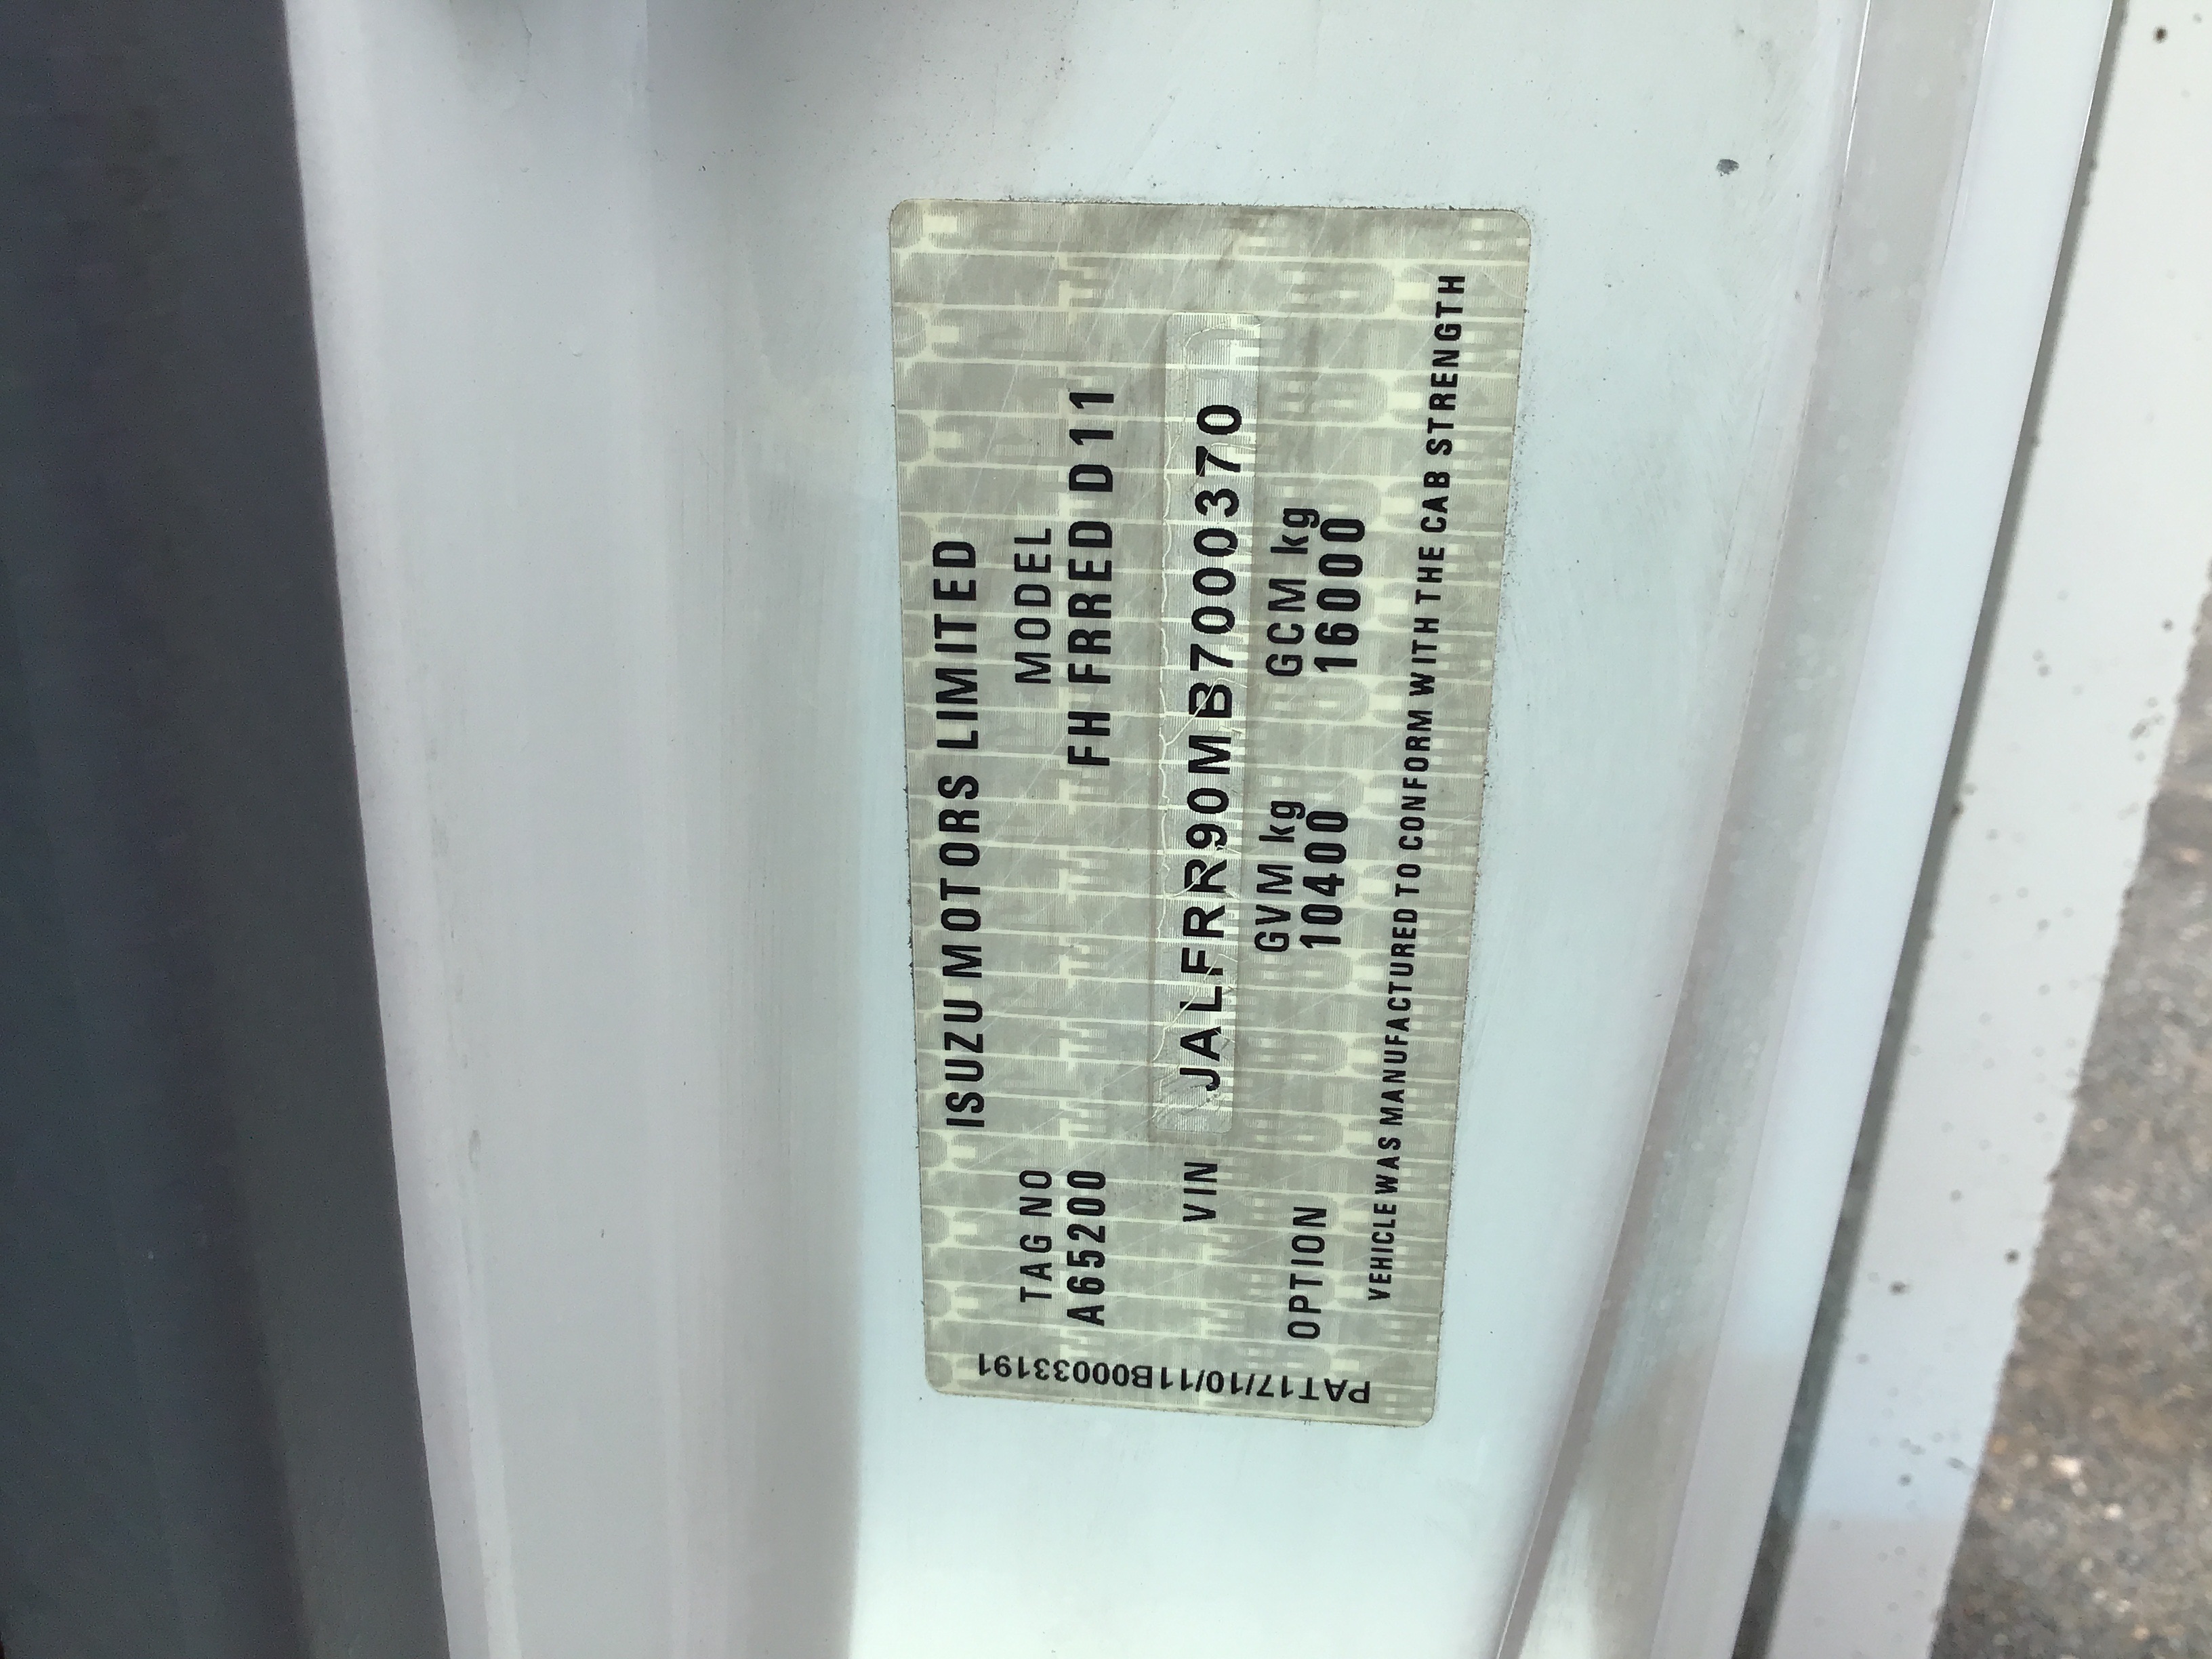 ISUZU MOTORS LIMITED
TAG NO MODEL
A65200 FH FRRED D11
VIN JALFRR90MB7000370
OPTION GVM kg GCM kg
10400 16000
VEHICLE WAS MANUFACTURED TO CONFORM WITH THE CAB STRENGTH
PAT17/10/11B00033191